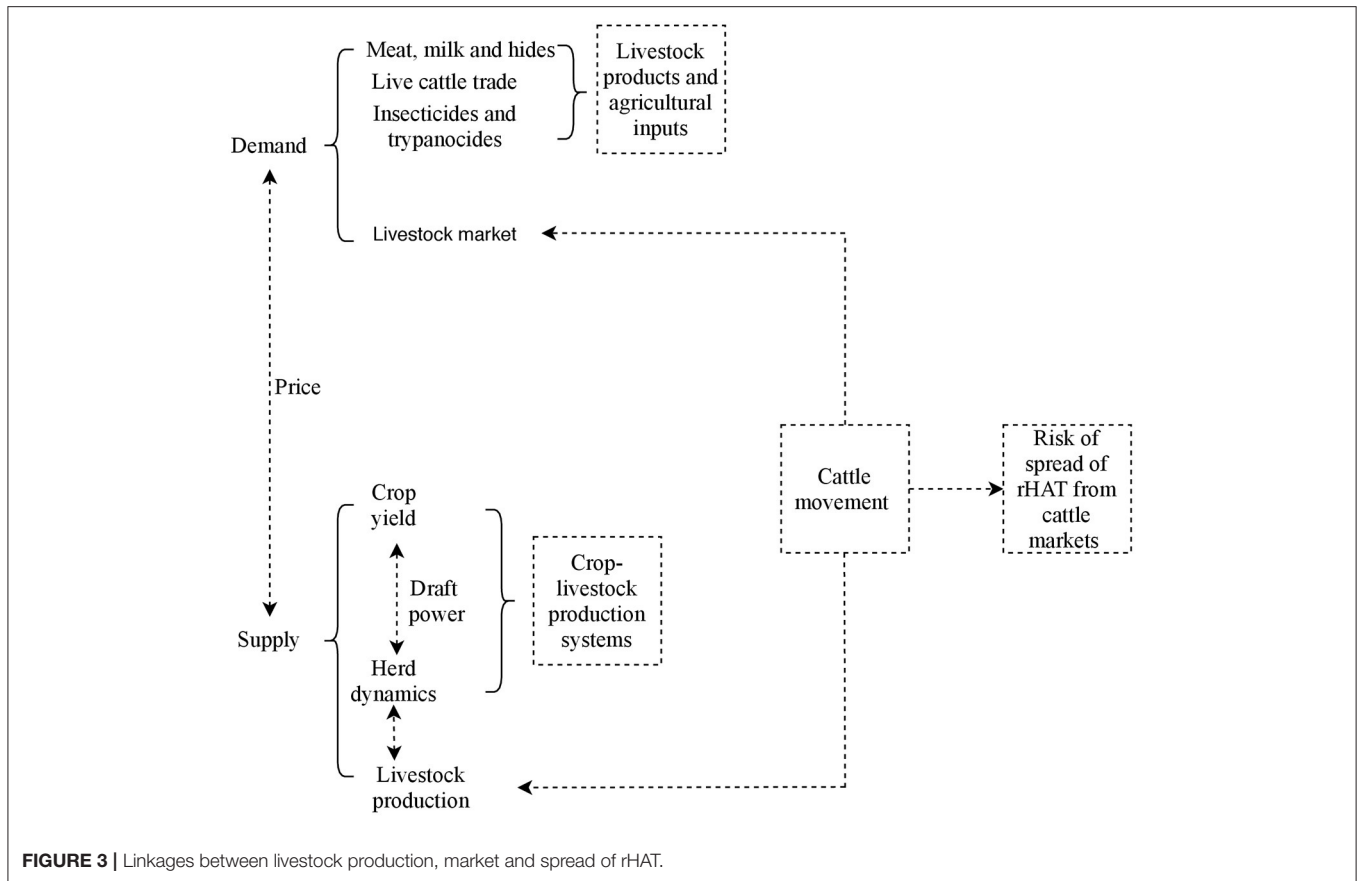 Meat, milk and hides
Live cattle trade
Insecticides and
trypanocides
Livestock
products and
agricultural
inputs
Demand
Livestock market
Price
Crop
yield
Draft
power
Herd
dynamics
Crop-
livestock
production
systems
Supply
Livestock
production
Cattle
movement
Risk of
spread of
rHAT from
cattle
markets
FIGURE 3 | Linkages between livestock production, market and spread of rHAT.